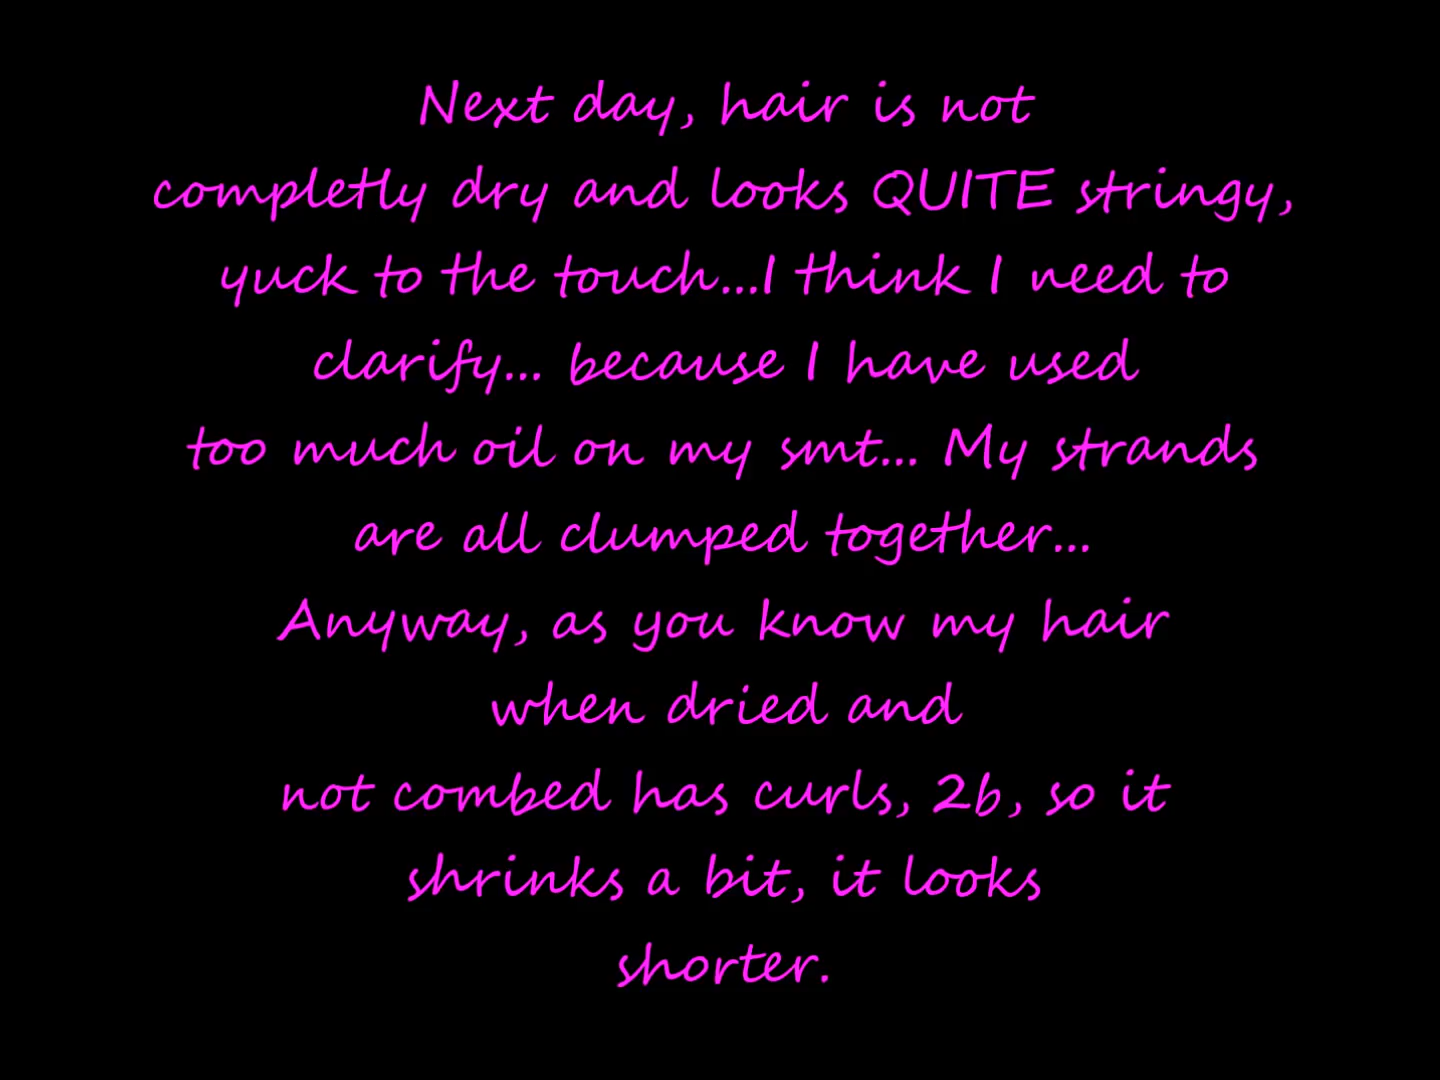 Next day, hair is not
completly dry and looks QUITE stringy,
yuck to the touch...I think I need to
clarify... because I have used
too much oil on my smt... My strands
are all clumped together...
Anyway, as you know my hair
when dried and
not combed has curls, 2b, so it
shrinks a bit, it looks
shorter.